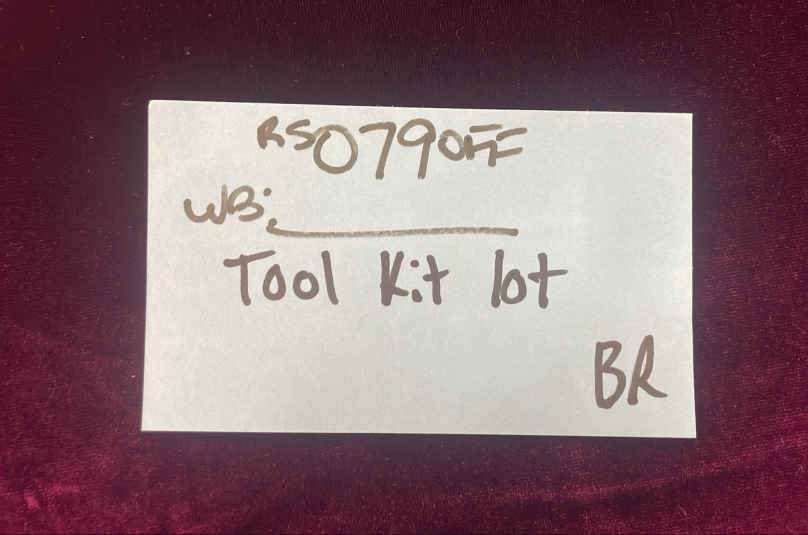 RS0790FF
WB:
Tool Kit lot
BR